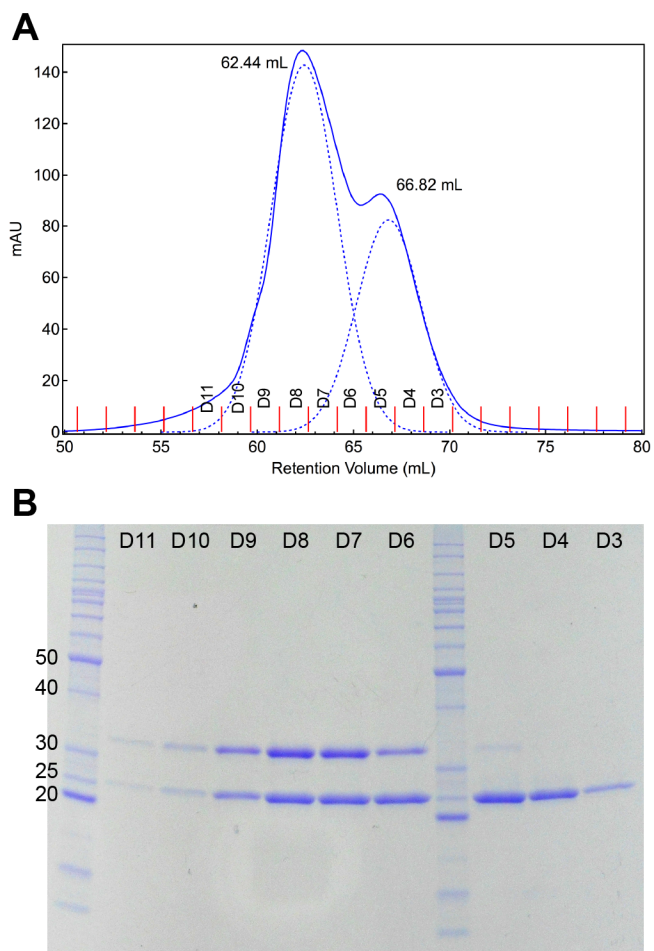 A
62.44 mL
66.82 mL
140
120
100
80
60
40
20
0
mAU
D11 D10 D9 D8 D7 D6 D5 D4 D3
50 55 60 65 70 75 80
Retention Volume (mL)
B
D11 D10 D9 D8 D7 D6 D5 D4 D3
50
40
30
25
20